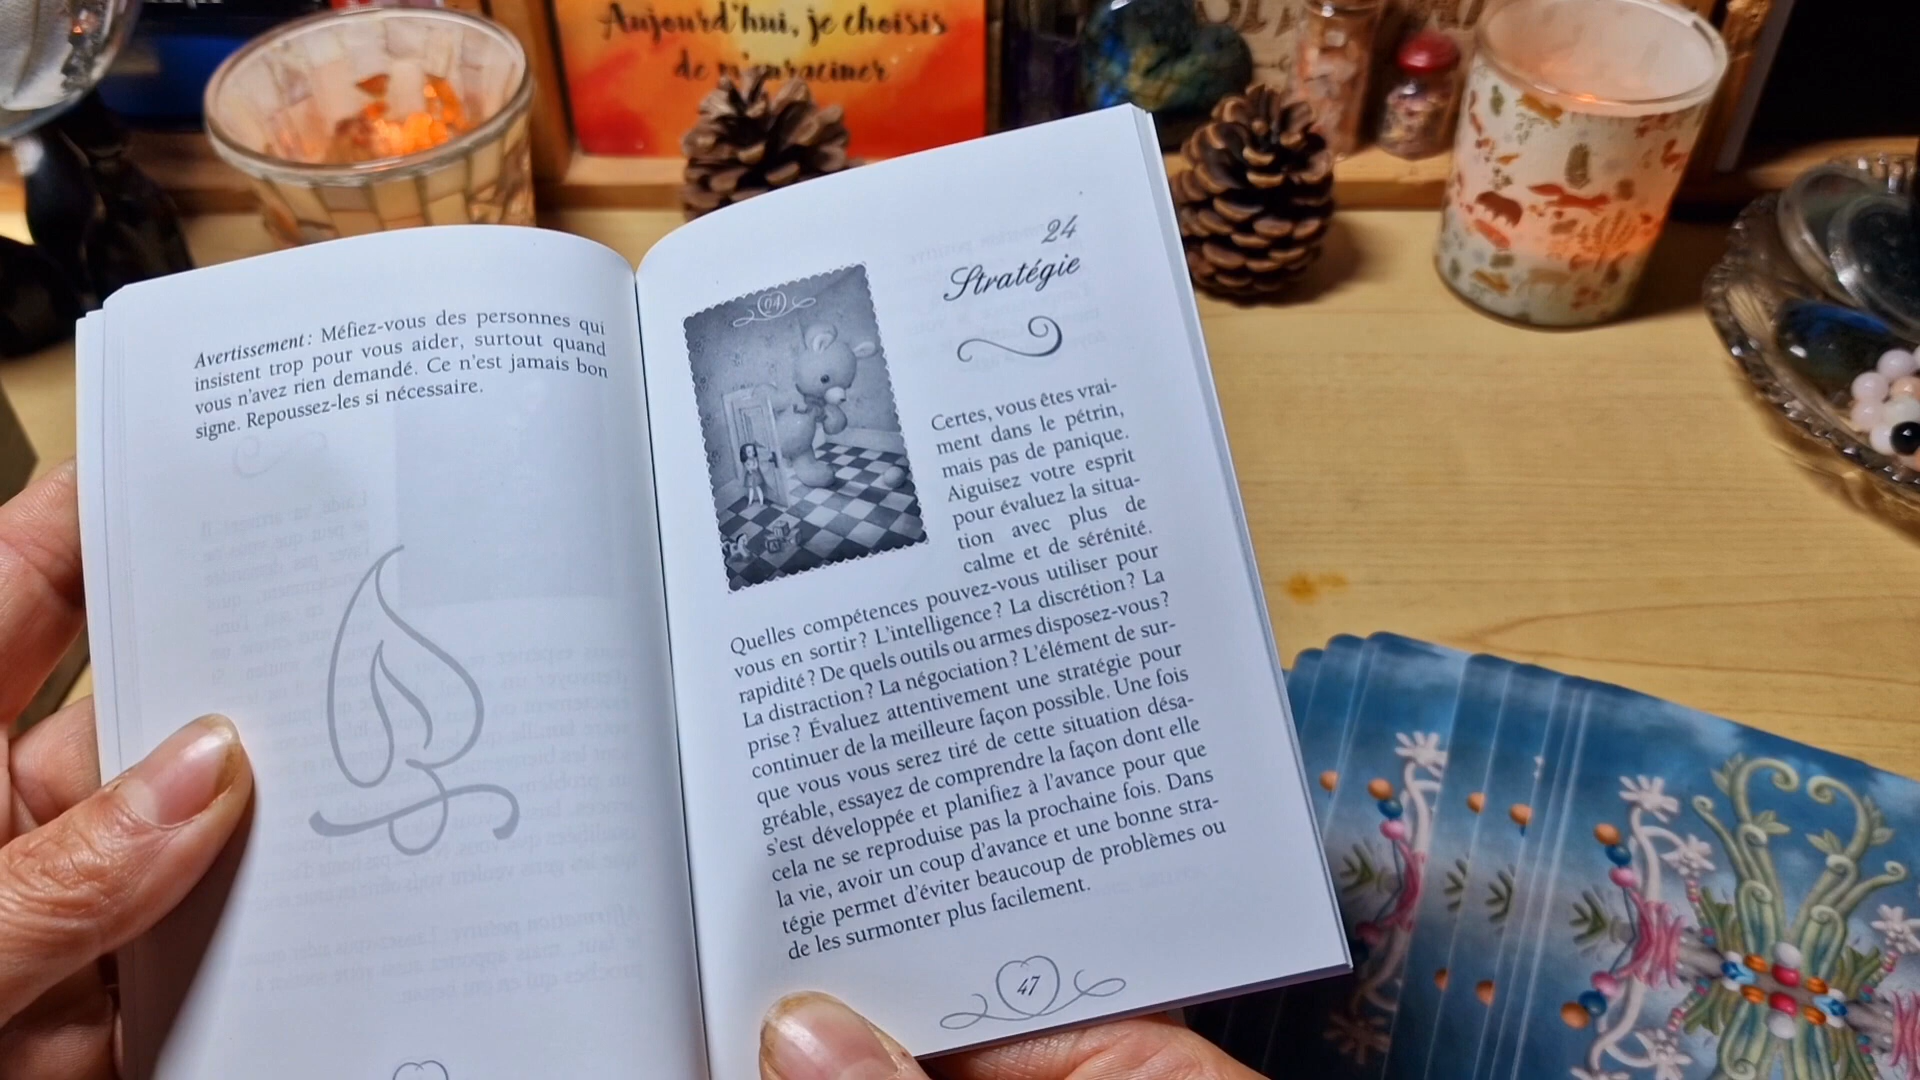 Aujourd'hui, je choisis
de m'enraciner
Avertissement : Méfiez-vous des personnes qui
insistent trop pour vous aider, surtout quand
vous n'avez rien demandé. Ce n'est jamais bon
signe. Repoussez-les si nécessaire.
24
Stratégie
Certes, vous êtes vrai-
ment dans le pétrin,
mais pas de panique.
Aiguisez votre esprit
pour évaluez la situa-
tion avec plus de
calme et de sérénité.
Quelles compétences pouvez-vous utiliser pour
vous en sortir ? L'intelligence ? La discrétion ? La
rapidité ? De quels outils ou armes disposez-vous ?
La distraction ? La négociation ? L'élément de sur-
prise ? Évaluez attentivement une stratégie pour
continuer de la meilleure façon possible. Une fois
que vous vous serez tiré de cette situation désa-
gréable, essayez de comprendre la façon dont elle
s'est développée et planifiez à l'avance pour que
cela ne se reproduise pas la prochaine fois. Dans
la vie, avoir un coup d'avance et une bonne stra-
tégie permet d'éviter beaucoup de problèmes ou
de les surmonter plus facilement.
47